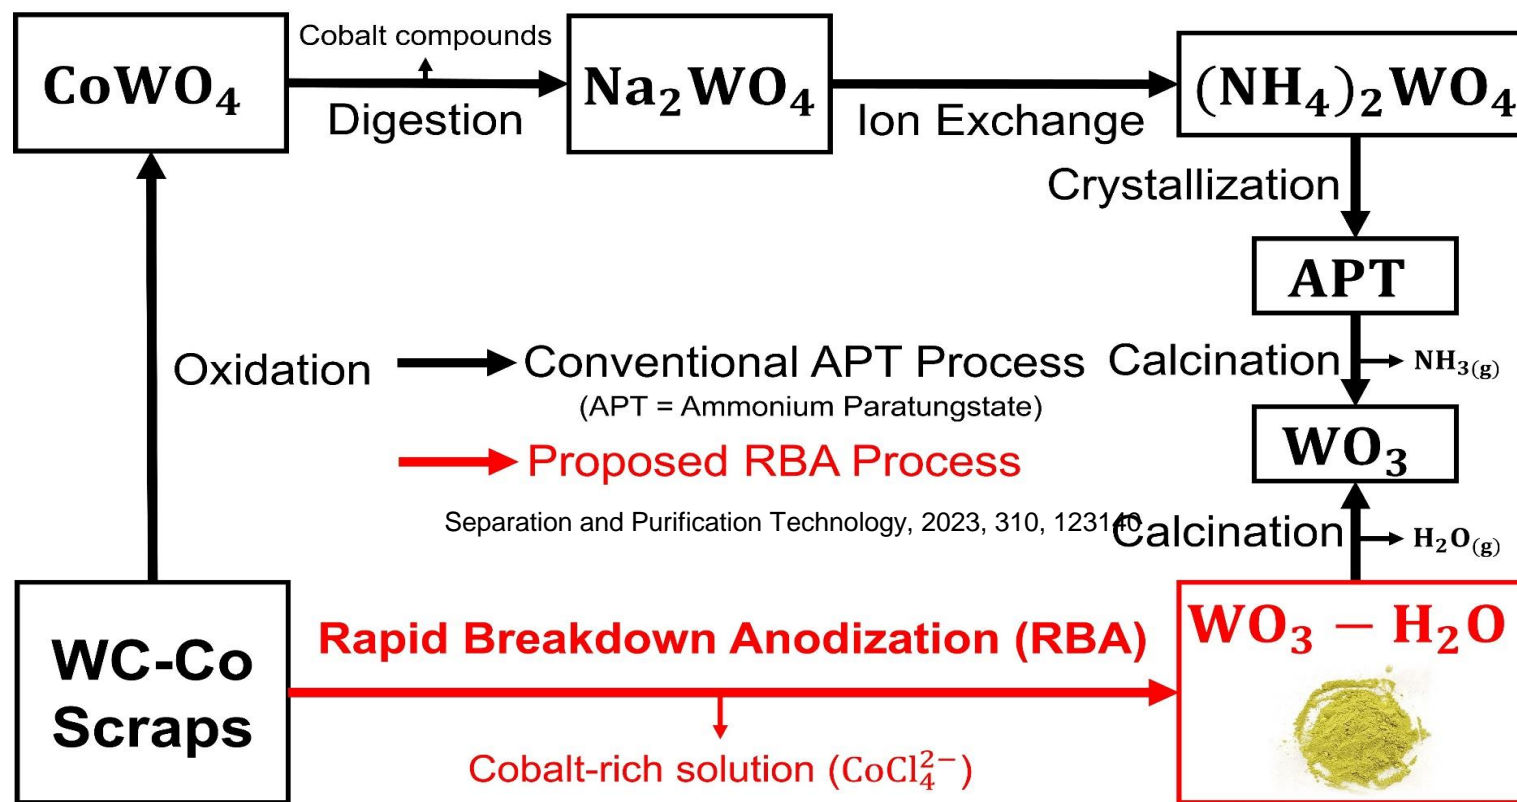 Cobalt compounds
CoWO₄
Digestion
Na₂WO₄
Ion Exchange
(NH₄)₂WO₄
Crystallization
APT
Oxidation
Conventional APT Process
(APT = Ammonium Paratungstate)
Calcination
NH₃(g)
Proposed RBA Process
WO₃
Separation and Purification Technology, 2023, 310, 123140
Calcination
H₂O(g)
WC-Co
Scraps
Rapid Breakdown Anodization (RBA)
Cobalt-rich solution (CoCl₄²⁻)
WO₃ − H₂O